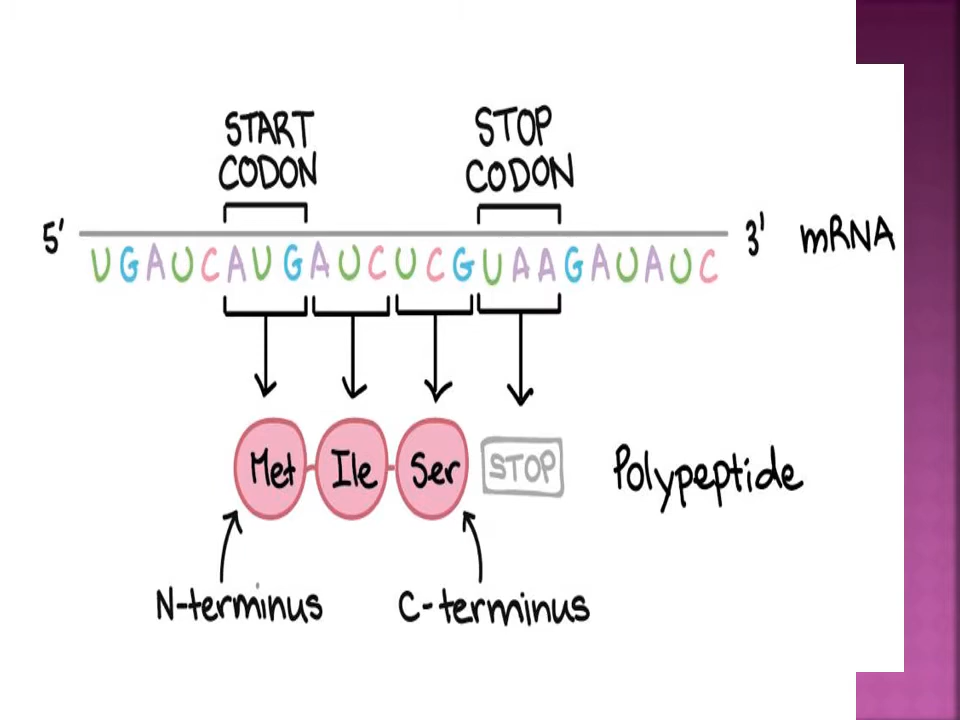 START
CODON
STOP
CODON
5'
3'
mRNA
UGAUCAUGAUCUCGUAAGAUAUC
Met
Ile
Ser
STOP
Polypeptide
N-terminus
C-terminus